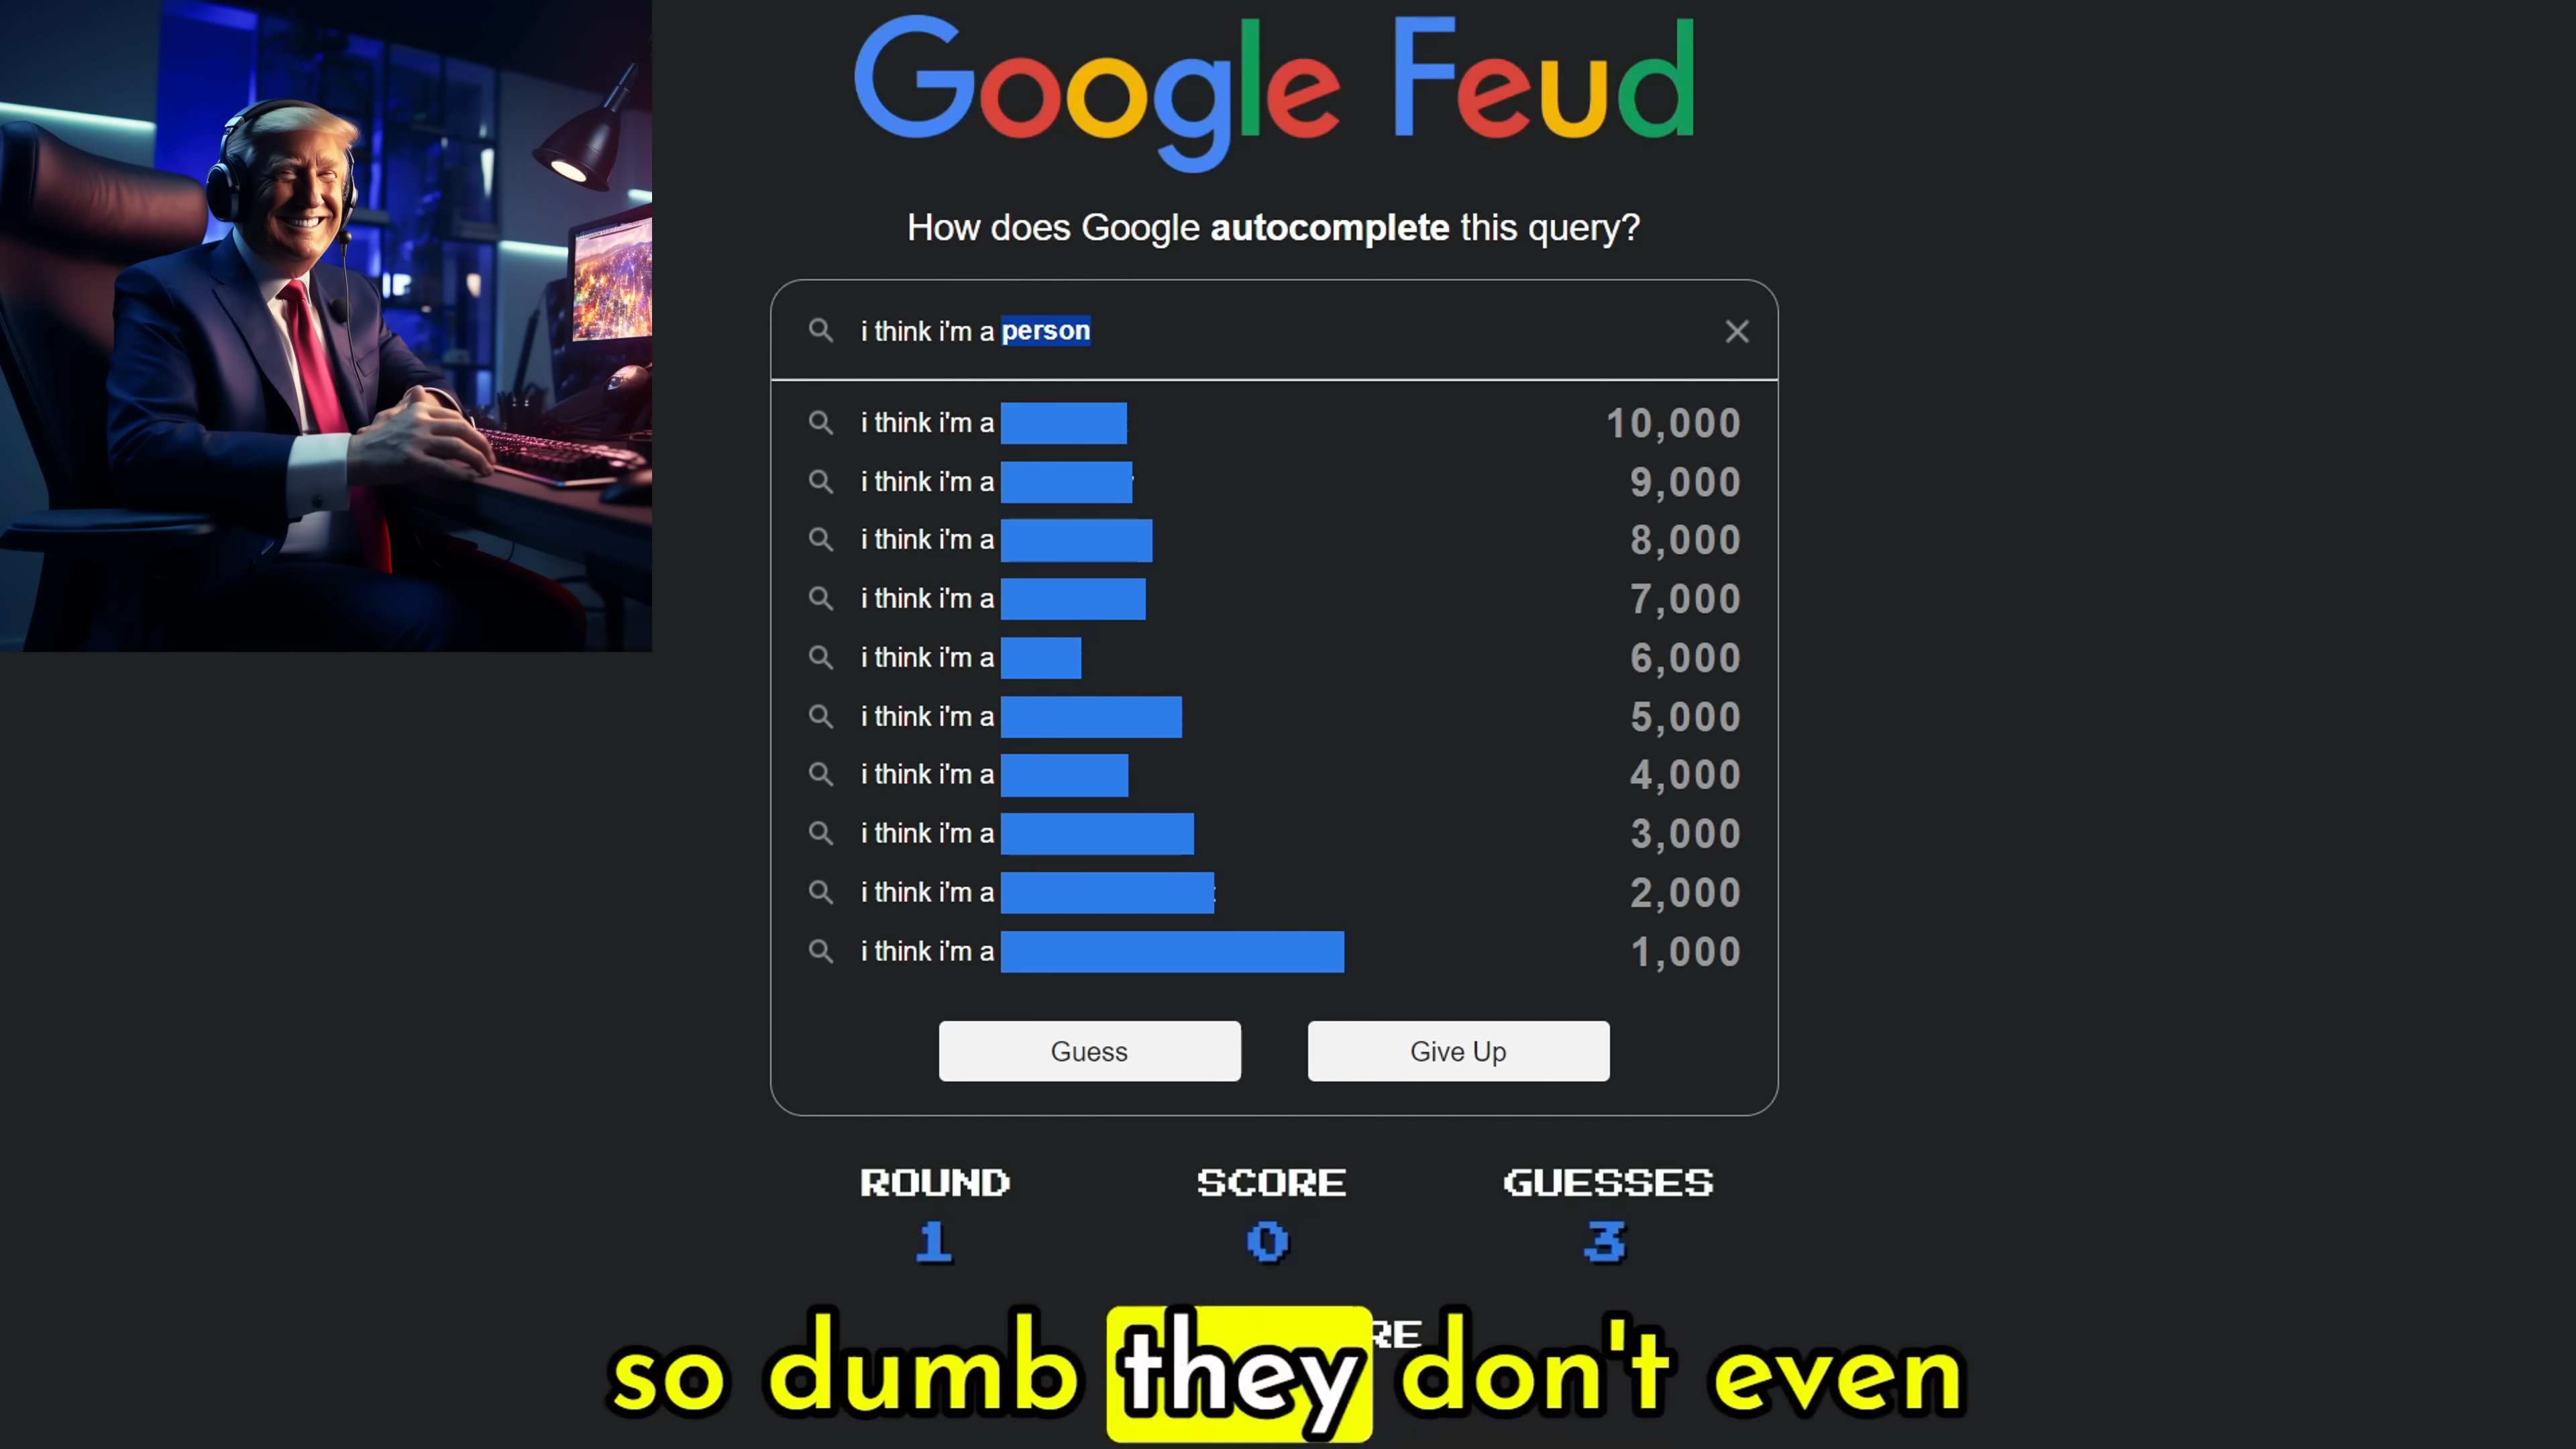 Google Feud
How does Google autocomplete this query?
i think i'm a person
i think i'm a 10,000
i think i'm a 9,000
i think i'm a 8,000
i think i'm a 7,000
i think i'm a 6,000
i think i'm a 5,000
i think i'm a 4,000
i think i'm a 3,000
i think i'm a 2,000
i think i'm a 1,000
Guess Give Up
ROUND SCORE GUESSES
1 0 3
so dumb they don't even